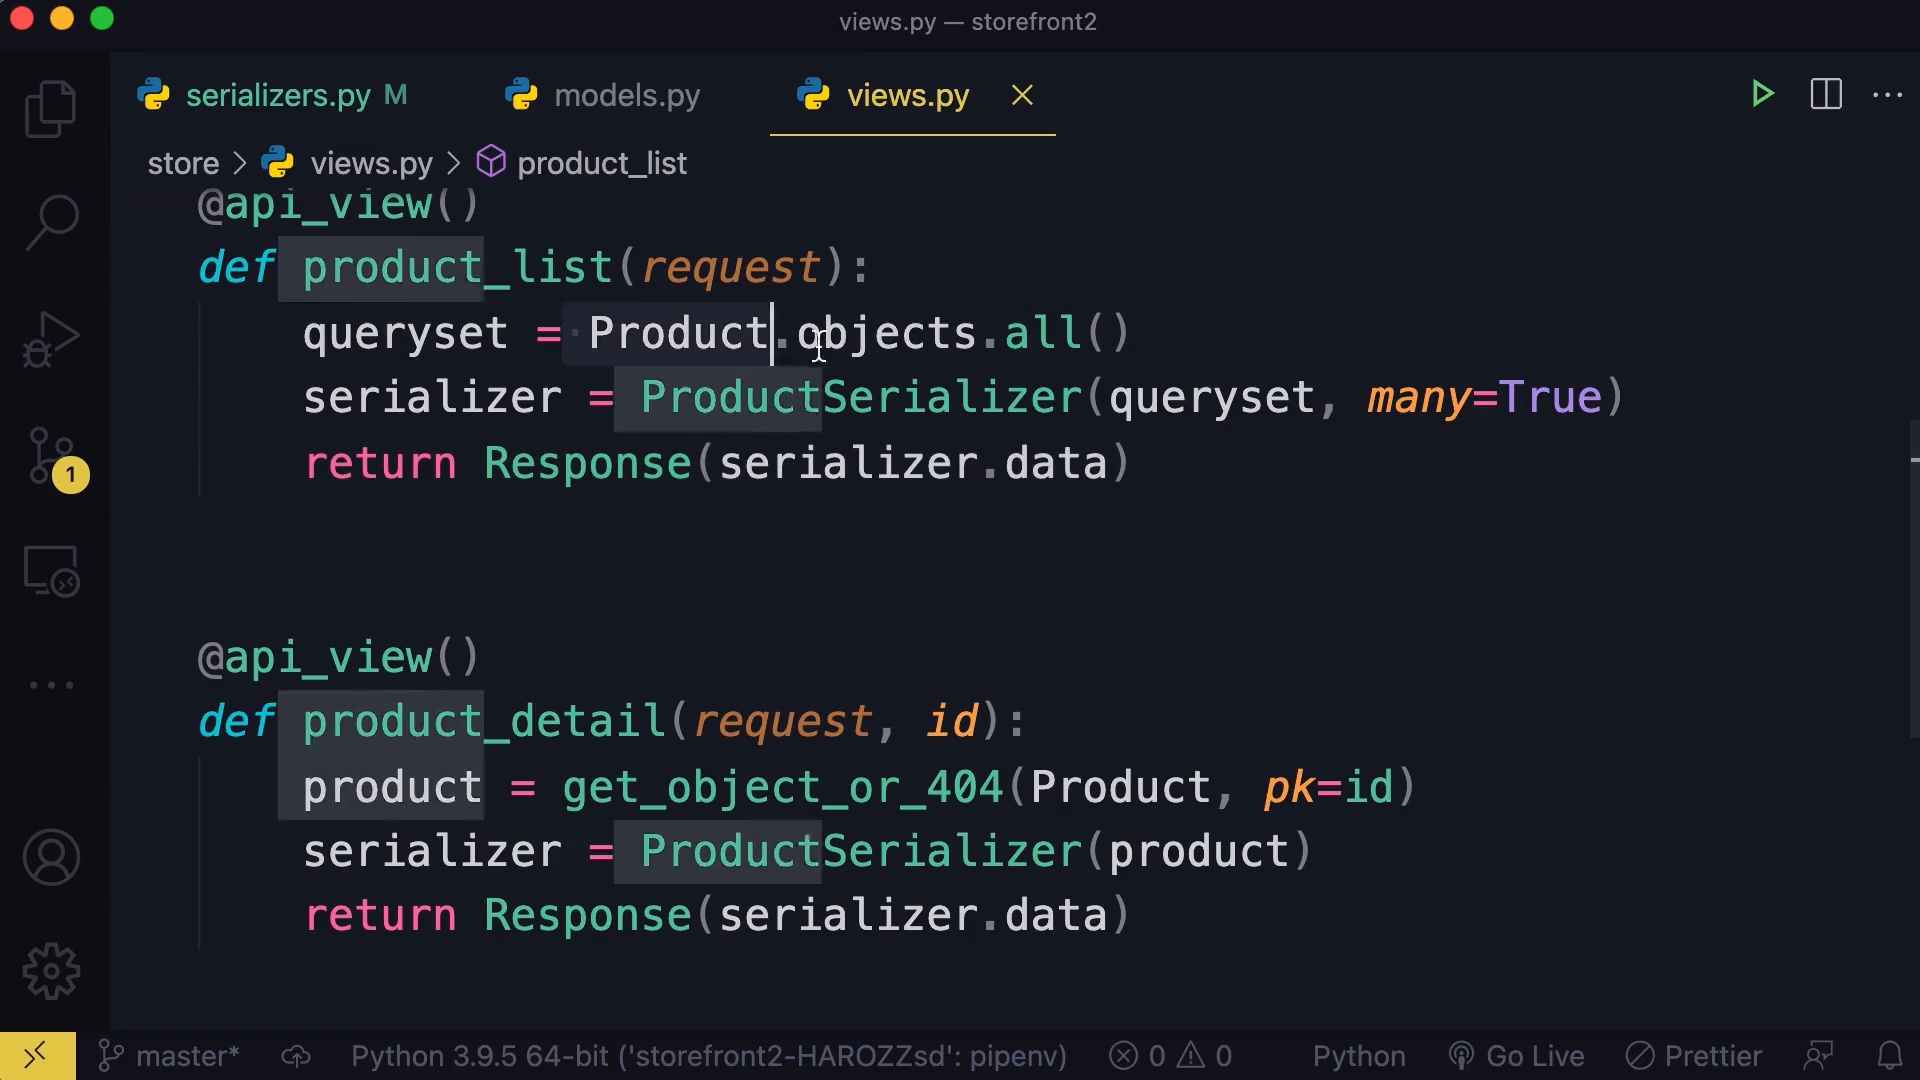 views.py — storefront2
serializers.py M
models.py
views.py
store > views.py > product_list
@api_view()
def product_list(request):
    queryset = Product.objects.all()
    serializer = ProductSerializer(queryset, many=True)
    return Response(serializer.data)
@api_view()
def product_detail(request, id):
    product = get_object_or_404(Product, pk=id)
    serializer = ProductSerializer(product)
    return Response(serializer.data)
1
master* Python 3.9.5 64-bit ('storefront2-HAROZZsd': pipenv) 0 0 Python Go Live Prettier